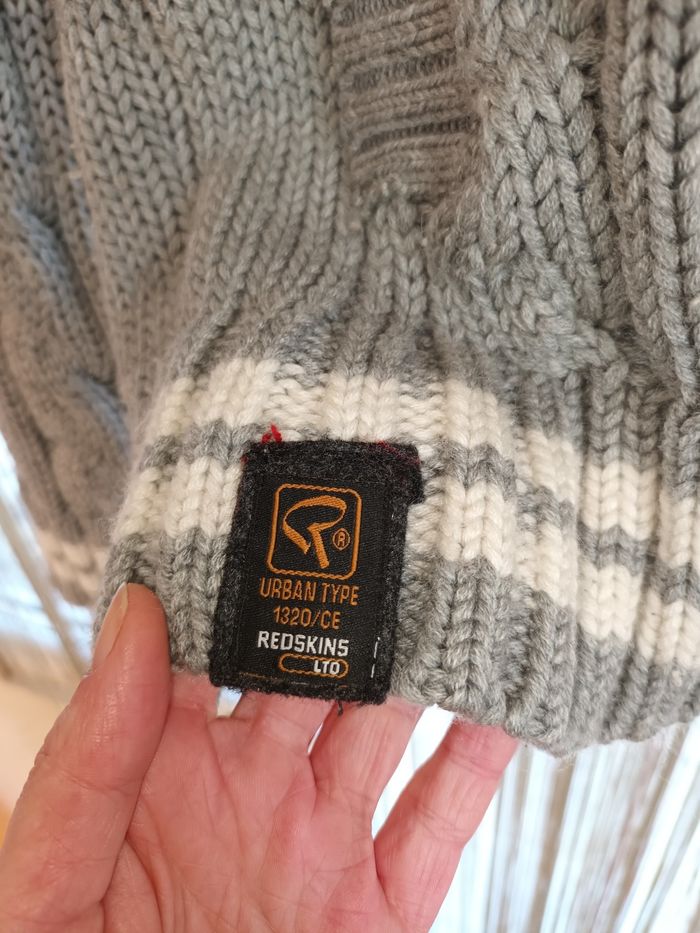 R ®
URBAN TYPE
1320/CE
REDSKINS
LTD